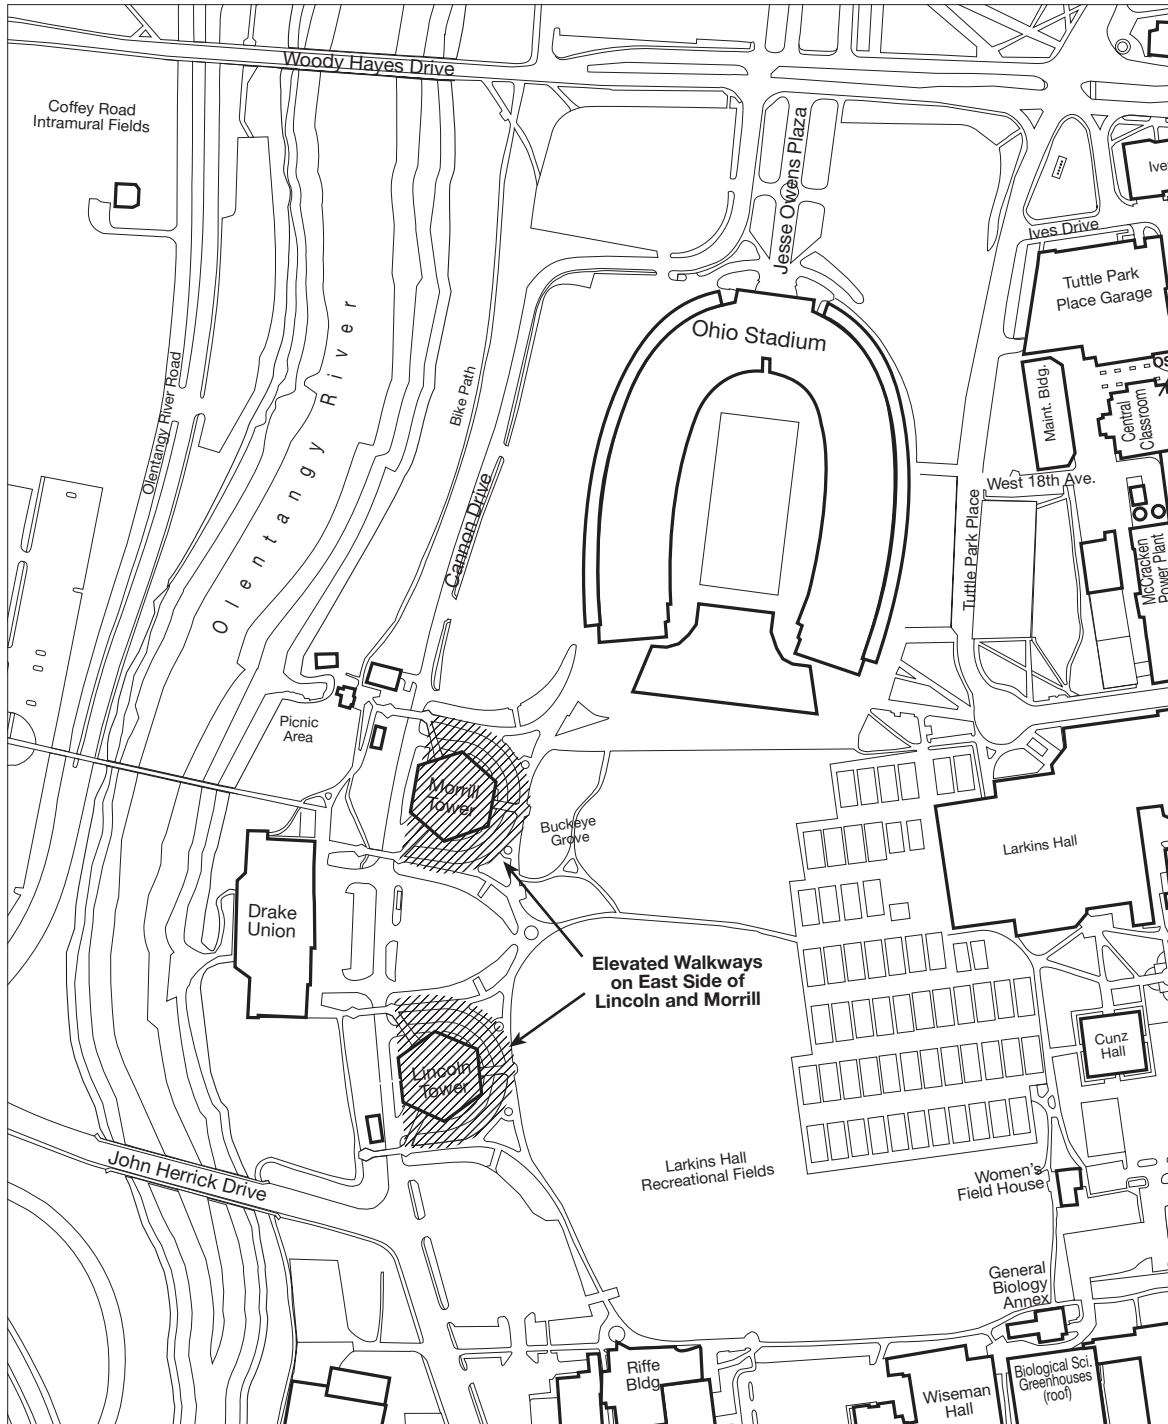 Woody Hayes Drive
Coffey Road
Intramural Fields
Jesse Owens Plaza
Ives Drive
Tuttle Park
Place Garage
Ohio Stadium
Olentangy River
Olentangy River Road
Bike Path
Cannon Drive
Maint. Bldg.
Central
Classroom
West 18th Ave.
Tuttle Park Place
McCracken
Power Plant
Picnic
Area
Morrill
Tower
Buckeye
Grove
Larkins Hall
Drake
Union
Elevated Walkways
on East Side of
Lincoln and Morrill
Cunz
Hall
Lincoln
Tower
John Herrick Drive
Larkins Hall
Recreational Fields
Women's
Field House
General
Biology
Annex
Riffe
Bldg
Wiseman
Hall
Biological Sci.
Greenhouses
(roof)